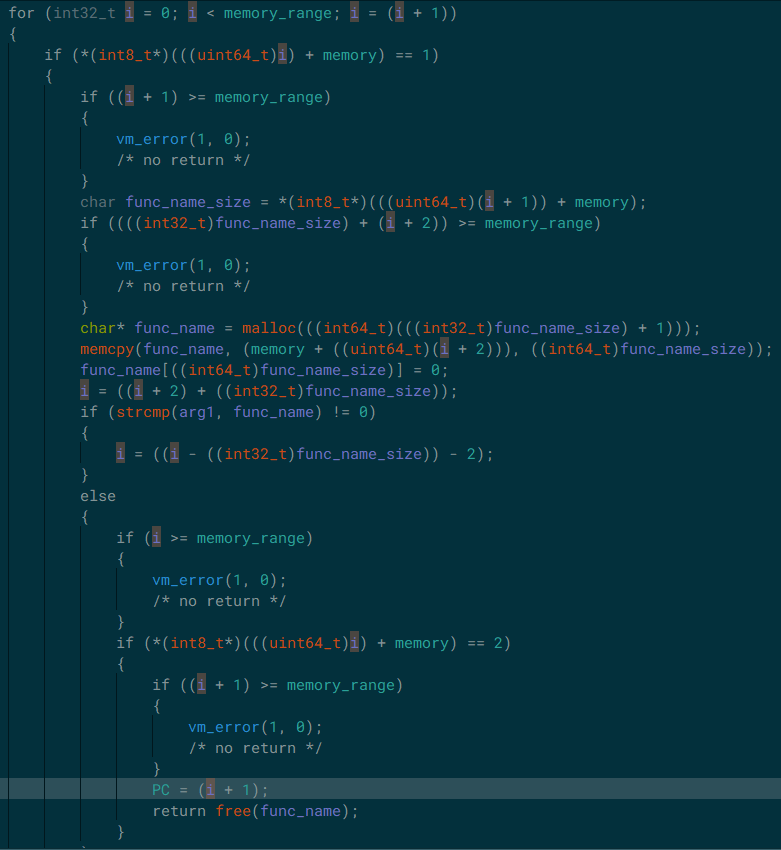 for (int32_t i = 0; i < memory_range; i = (i + 1))
{
    if (*(int8_t*)(((uint64_t)i) + memory) == 1)
    {
        if ((i + 1) >= memory_range)
        {
            vm_error(1, 0);
            /* no return */
        }
        char func_name_size = *(int8_t*)(((uint64_t)(i + 1)) + memory);
        if ((((int32_t)func_name_size) + (i + 2)) >= memory_range)
        {
            vm_error(1, 0);
            /* no return */
        }
        char* func_name = malloc(((int64_t)(((int32_t)func_name_size) + 1)));
        memcpy(func_name, (memory + ((uint64_t)(i + 2))), ((int64_t)func_name_size));
        func_name[((int64_t)func_name_size)] = 0;
        i = ((i + 2) + ((int32_t)func_name_size));
        if (strcmp(arg1, func_name) != 0)
        {
            i = ((i - ((int32_t)func_name_size)) - 2);
        }
        else
        {
            if (i >= memory_range)
            {
                vm_error(1, 0);
                /* no return */
            }
            if (*(int8_t*)(((uint64_t)i) + memory) == 2)
            {
                if ((i + 1) >= memory_range)
                {
                    vm_error(1, 0);
                    /* no return */
                }
                PC = (i + 1);
                return free(func_name);
            }